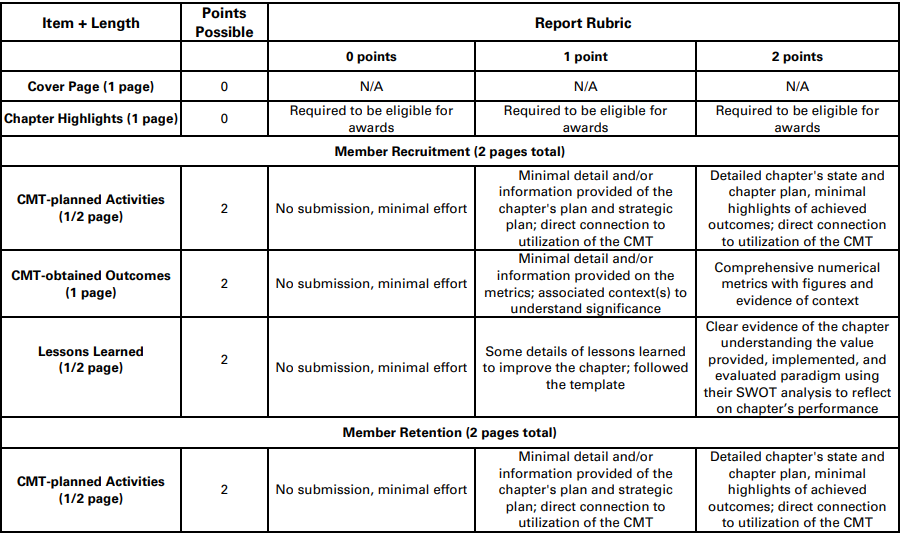 Item + Length
Points Possible
Report Rubric
0 points
1 point
2 points
Cover Page (1 page)
0
N/A
N/A
N/A
Chapter Highlights (1 page)
0
Required to be eligible for
awards
Required to be eligible for
awards
Required to be eligible for
awards
Member Recruitment (2 pages total)
CMT-planned Activities
(1/2 page)
2
No submission, minimal effort
Minimal detail and/or
information provided of the
chapter's plan and strategic
plan; direct connection to
utilization of the CMT
Detailed chapter's state and
chapter plan, minimal
highlights of achieved
outcomes; direct connection
to utilization of the CMT
CMT-obtained Outcomes
(1 page)
2
No submission, minimal effort
Minimal detail and/or
information provided on the
metrics; associated context(s) to
understand significance
Comprehensive numerical
metrics with figures and
evidence of context
Lessons Learned
(1/2 page)
2
No submission, minimal effort
Some details of lessons learned
to improve the chapter; followed
the template
Clear evidence of the chapter
understanding the value
provided, implemented, and
evaluated paradigm using
their SWOT analysis to reflect
on chapter’s performance
Member Retention (2 pages total)
CMT-planned Activities
(1/2 page)
2
No submission, minimal effort
Minimal detail and/or
information provided of the
chapter's plan and strategic
plan; direct connection to
utilization of the CMT
Detailed chapter's state and
chapter plan, minimal
highlights of achieved
outcomes; direct connection
to utilization of the CMT